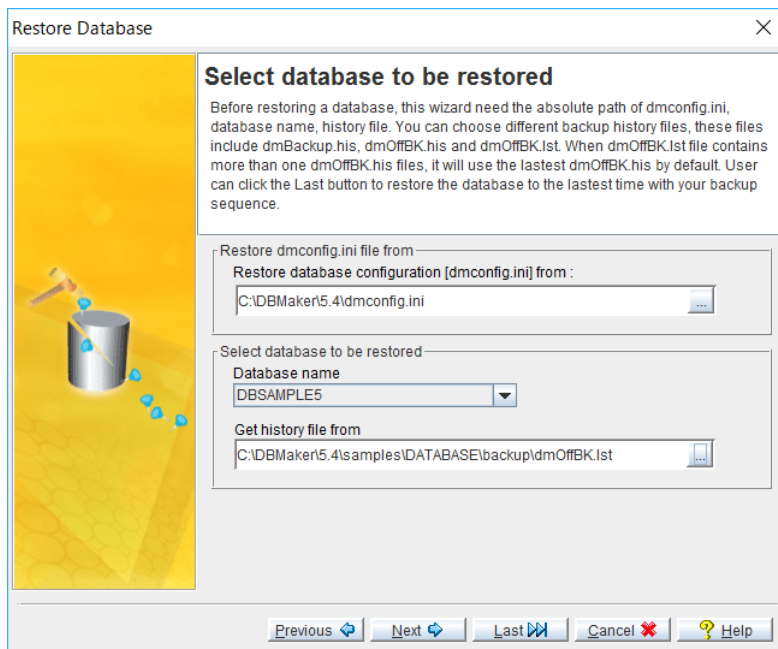 Restore Database
Select database to be restored
Before restoring a database, this wizard need the absolute path of dmconfig.ini,
database name, history file. You can choose different backup history files, these files
include dmBackup.his, dmOffBK.his and dmOffBK.lst. When dmOffBK.lst file contains
more than one dmOffBK.his files, it will use the lastest dmOffBK.his by default. User
can click the Last button to restore the database to the lastest time with your backup
sequence.
Restore dmconfig.ini file from
Restore database configuration [dmconfig.ini] from :
C:\DBMaker\5.4\dmconfig.ini ...
Select database to be restored
Database name
DBSAMPLE5
Get history file from
C:\DBMaker\5.4\samples\DATABASE\backup\dmOffBK.lst ...
Previous Next Last Cancel Help